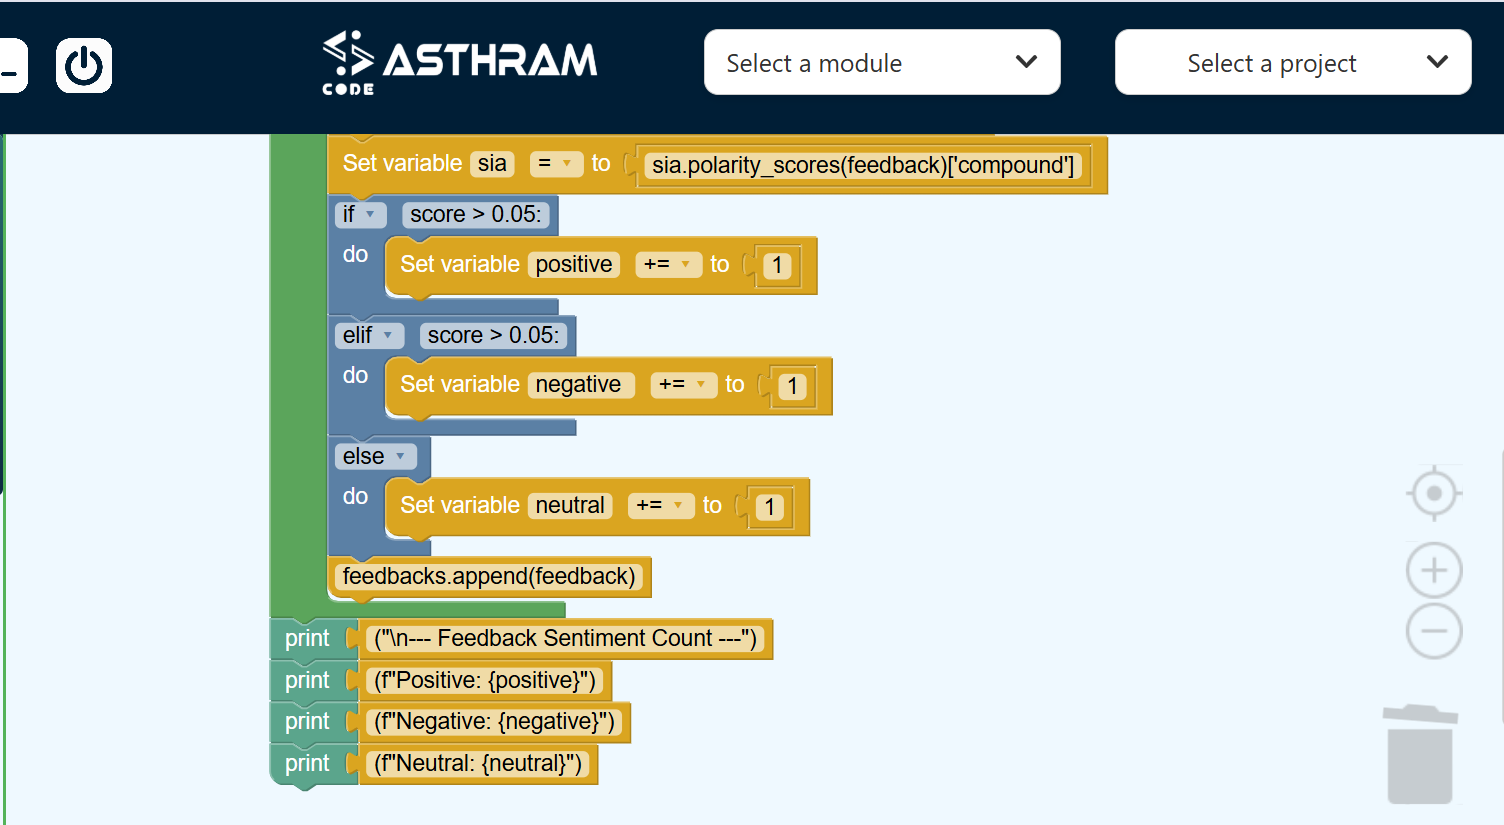 ASTHRAM
CODE
Select a module
Select a project
Set variable sia = to sia.polarity_scores(feedback)['compound']
if score > 0.05:
do Set variable positive += to 1
elif score > 0.05:
do Set variable negative += to 1
else
do Set variable neutral += to 1
feedbacks.append(feedback)
print ("\n--- Feedback Sentiment Count ---")
print (f"Positive: {positive}")
print (f"Negative: {negative}")
print (f"Neutral: {neutral}")